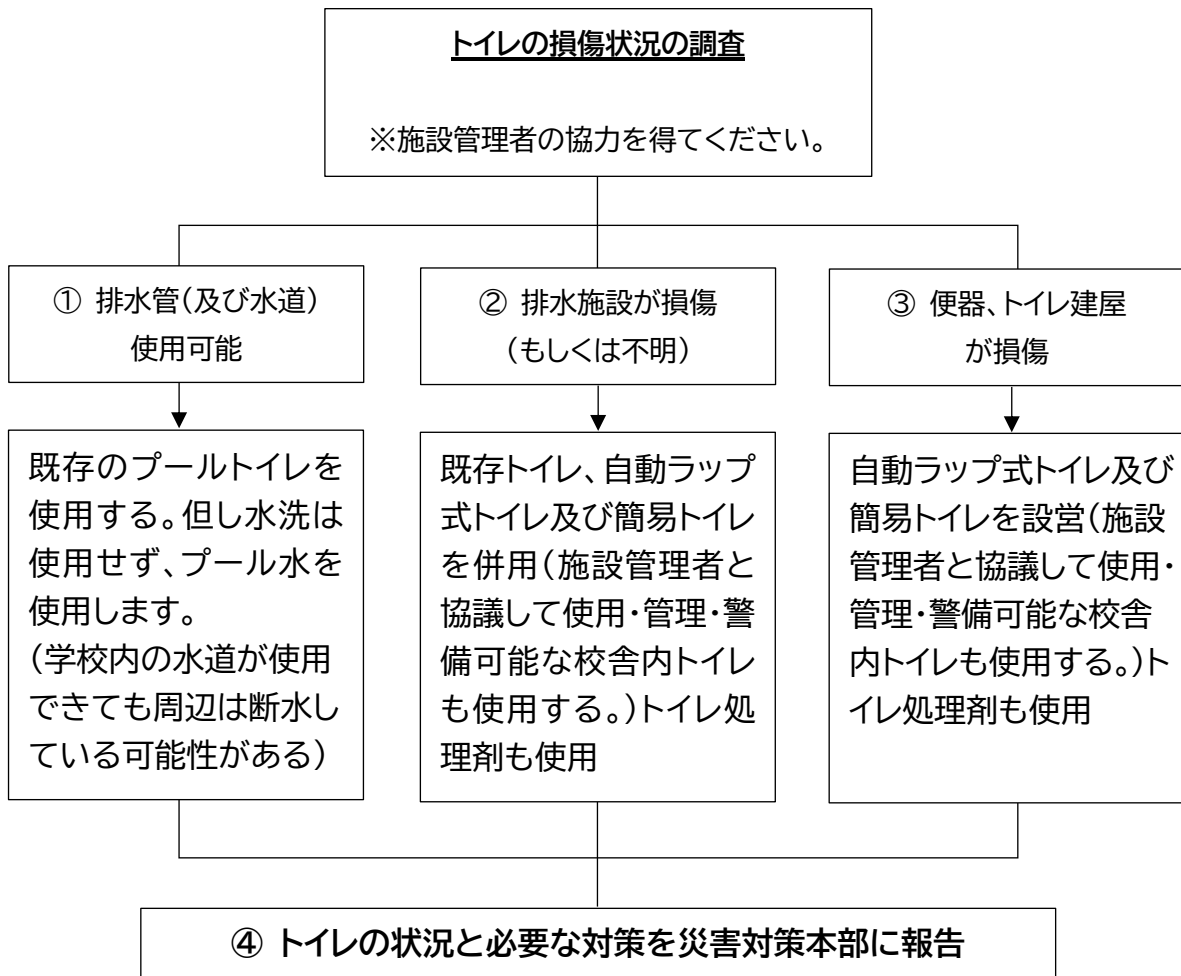 トイレの損傷状況の調査
※施設管理者の協力を得てください。
① 排水管(及び水道)
使用可能
② 排水施設が損傷
(もしくは不明)
③ 便器、トイレ建屋
が損傷
既存のプールトイレを
使用する。但し水洗は
使用せず、プール水を
使用します。
(学校内の水道が使用
できても周辺は断水し
ている可能性がある)
既存トイレ、自動ラップ
式トイレ及び簡易トイレ
を併用(施設管理者と
協議して使用・管理・警
備可能な校舎内トイレ
も使用する。)トイレ処
理剤も使用
自動ラップ式トイレ及び
簡易トイレを設営(施設
管理者と協議して使用・
管理・警備可能な校舎
内トイレも使用する。)ト
イレ処理剤も使用
④ トイレの状況と必要な対策を災害対策本部に報告